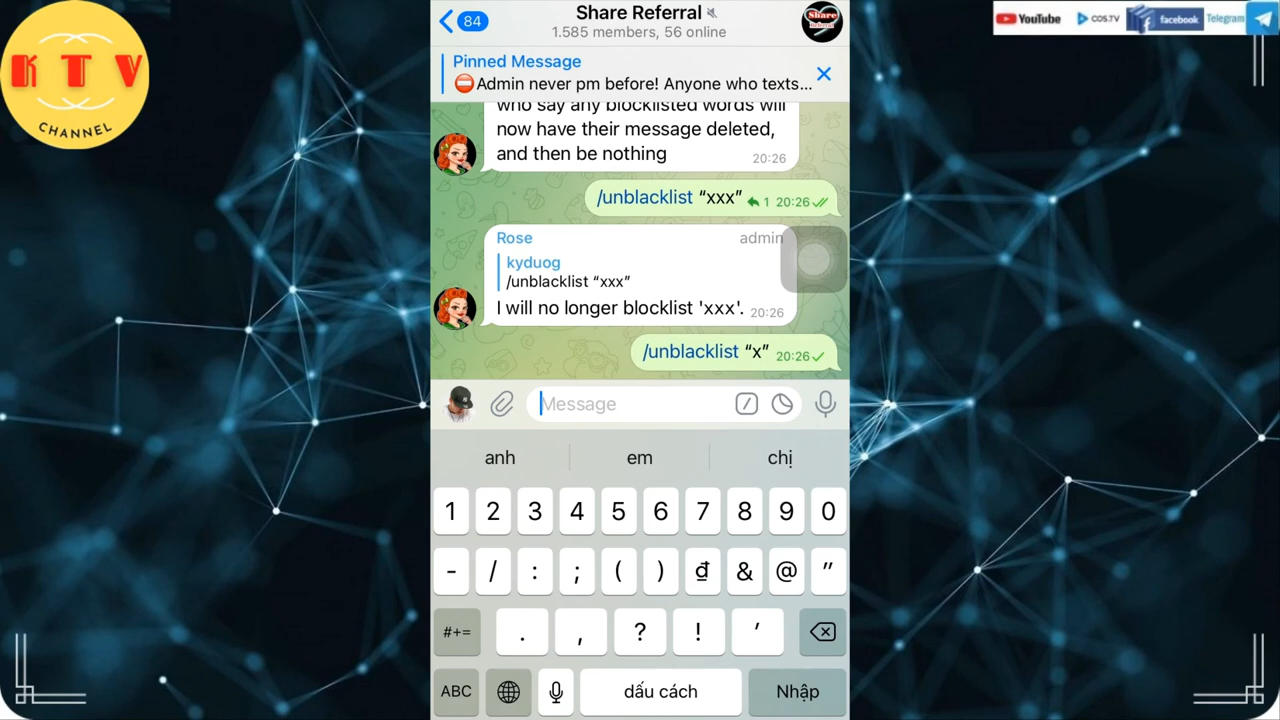 K T V
CHANNEL
YouTube
COS.TV
facebook
Telegram
84
Share Referral
1.585 members, 56 online
Share
Referral
Pinned Message
⛔Admin never pm before! Anyone who texts...
who say any blocklisted words will
now have their message deleted,
and then be nothing
20:26
/unblacklist “xxx”
1 20:26
Rose admin
kyduog
/unblacklist “xxx”
I will no longer blocklist 'xxx'. 20:26
/unblacklist “x” 20:26
Message
anh em chị
1 2 3 4 5 6 7 8 9 0
- / : ; ( ) ₫ & @ ”
#+= . , ? ! ’
ABC dấu cách Nhập